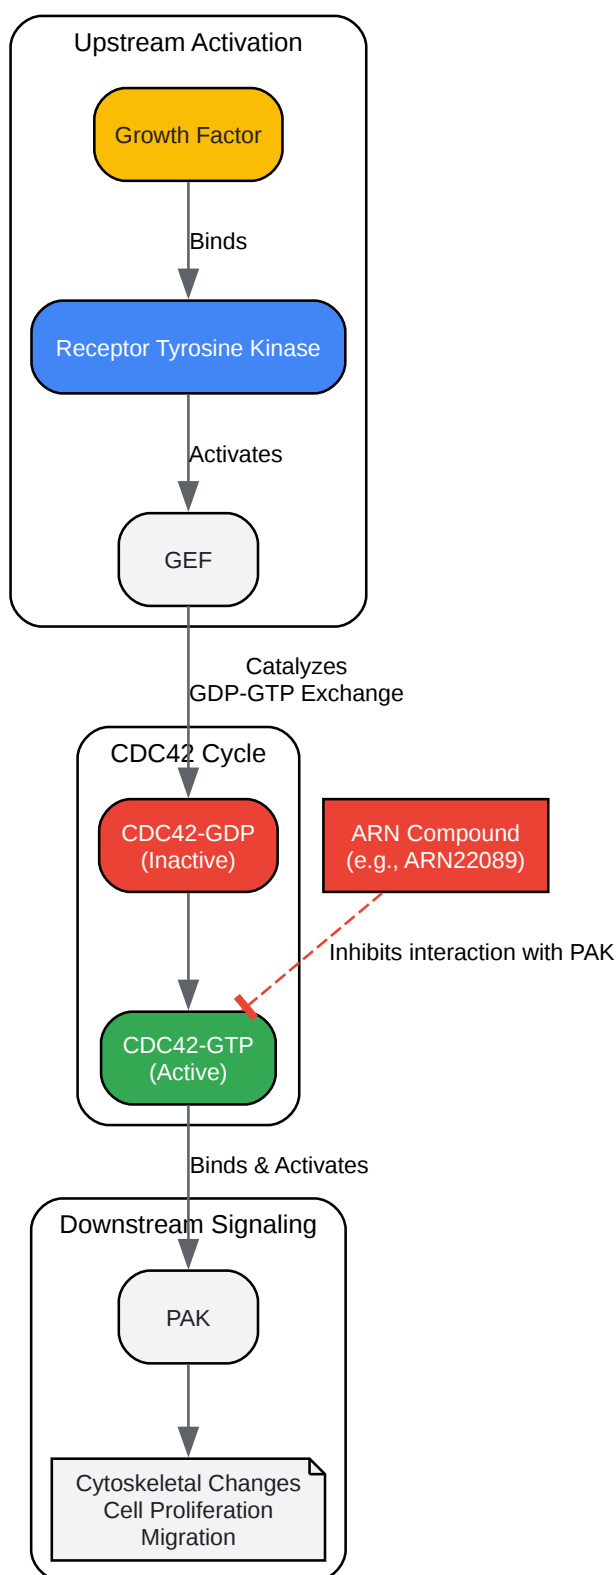 Upstream Activation
Growth Factor
Binds
Receptor Tyrosine Kinase
Activates
GEF
Catalyzes
GDP-GTP Exchange
CDC42 Cycle
CDC42-GDP
(Inactive)
ARN Compound
(e.g., ARN22089)
Inhibits interaction with PAK
CDC42-GTP
(Active)
Binds & Activates
Downstream Signaling
PAK
Cytoskeletal Changes
Cell Proliferation
Migration